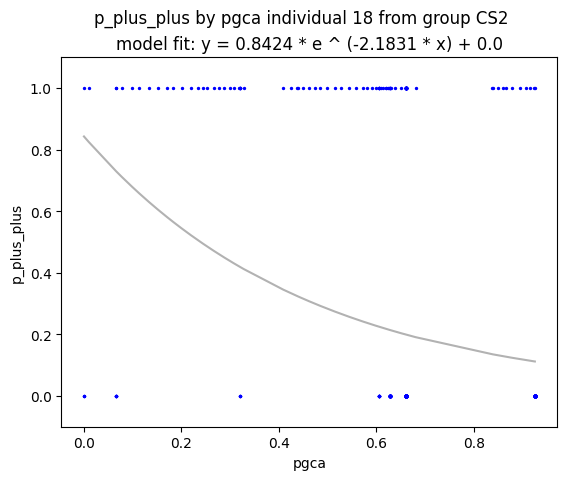 p_plus_plus by pgca individual 18 from group CS2
model fit: y = 0.8424 * e ^ (-2.1831 * x) + 0.0
1.0
0.8
0.6
0.4
0.2
0.0
p_plus_plus
0.0 0.2 0.4 0.6 0.8
pgca